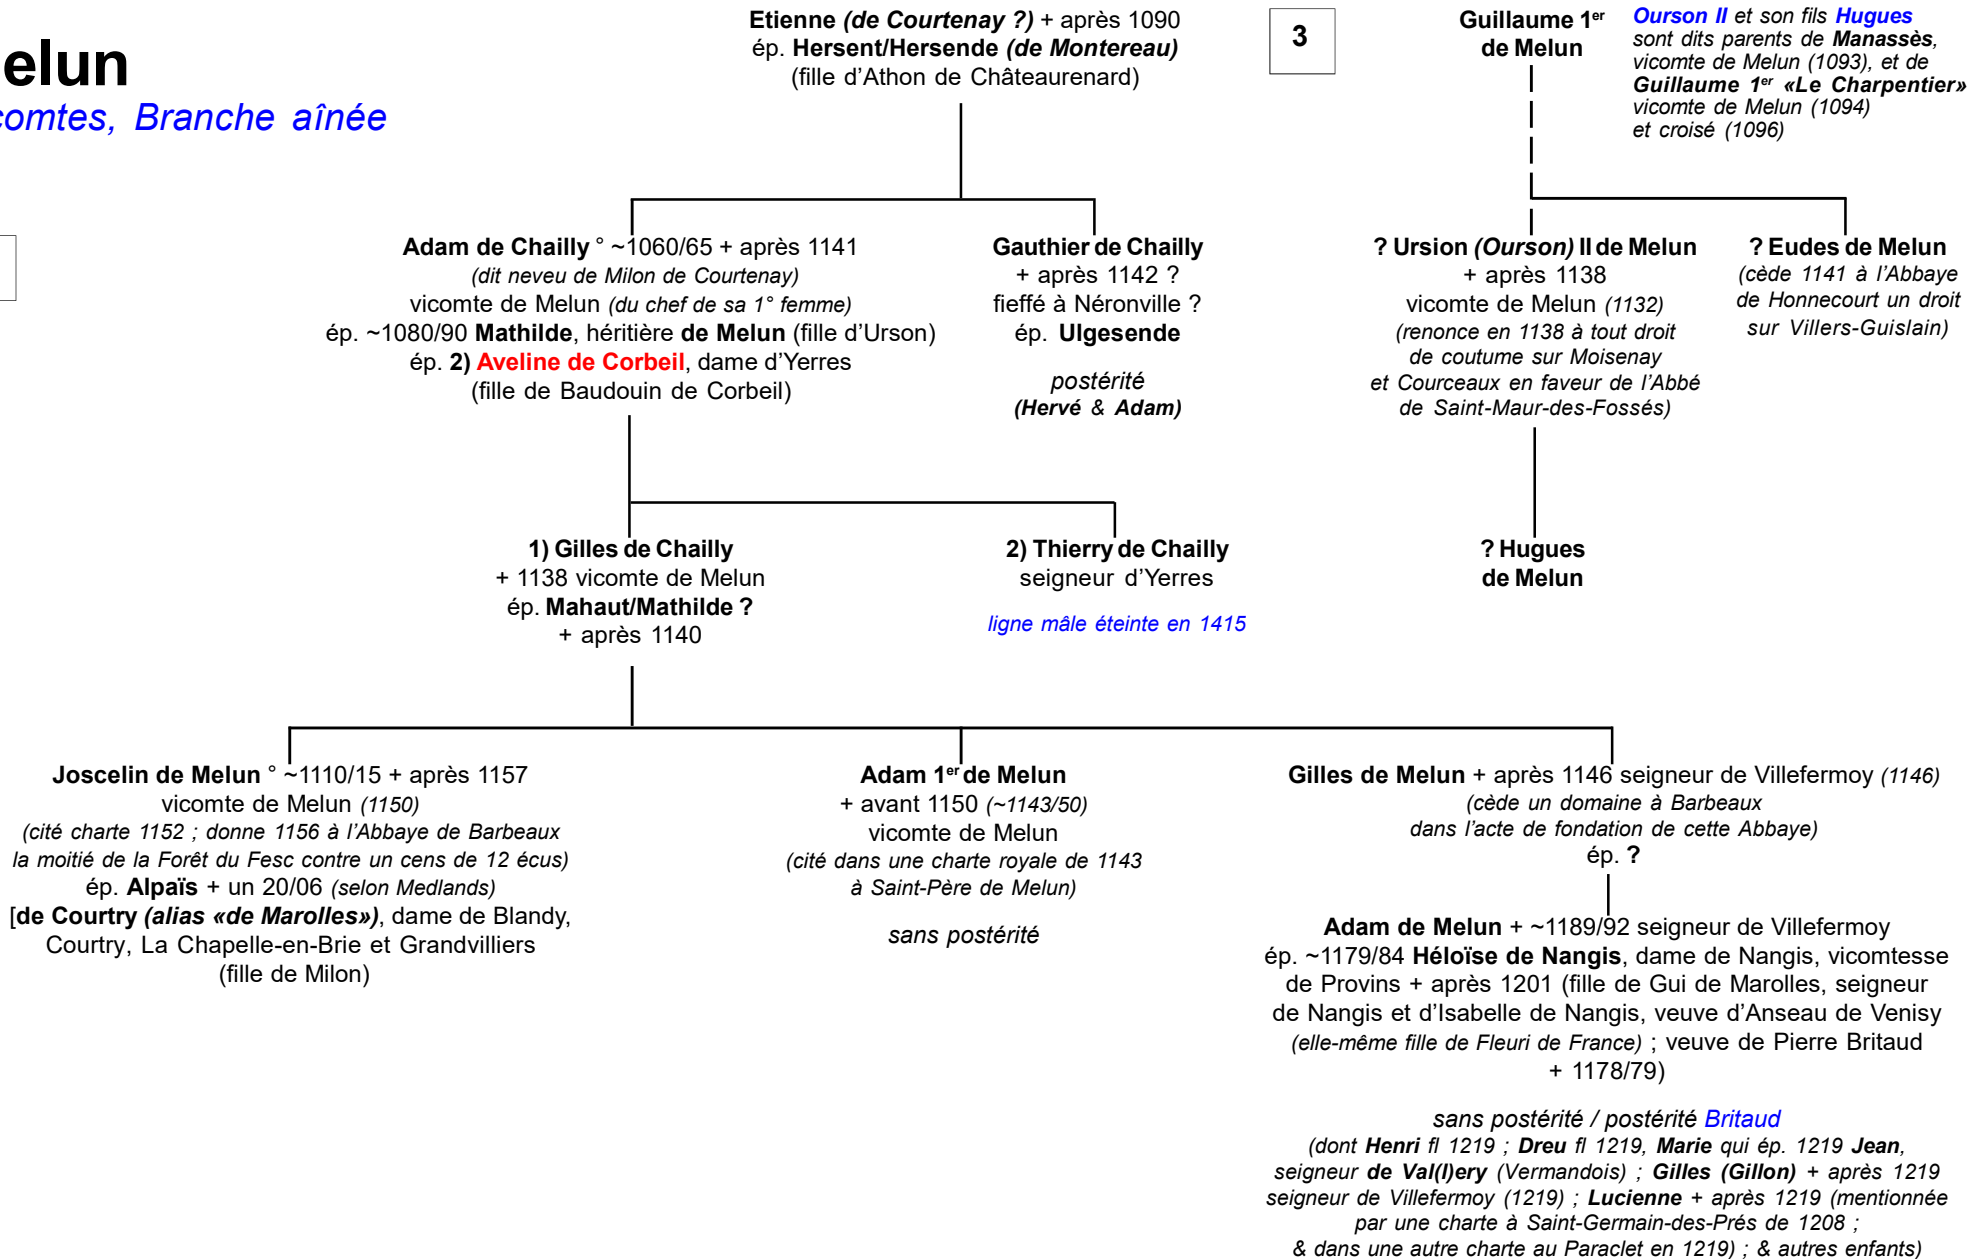 elun
comtes, Branche aînée
Etienne (de Courtenay ?) + après 1090
ép. Hersent/Hersende (de Montereau)
(fille d'Athon de Châteaurenard)
3
Guillaume 1er
de Melun
Ourson II et son fils Hugues
sont dits parents de Manassès,
vicomte de Melun (1093), et de
Guillaume 1er «Le Charpentier»
vicomte de Melun (1094)
et croisé (1096)
Adam de Chailly ° ~1060/65 + après 1141
(dit neveu de Milon de Courtenay)
vicomte de Melun (du chef de sa 1° femme)
ép. ~1080/90 Mathilde, héritière de Melun (fille d'Urson)
ép. 2) Aveline de Corbeil, dame d'Yerres
(fille de Baudouin de Corbeil)
Gauthier de Chailly
+ après 1142 ?
fieffé à Néronville ?
ép. Ulgesende
postérité
(Hervé & Adam)
? Ursion (Ourson) II de Melun
+ après 1138
vicomte de Melun (1132)
(renonce en 1138 à tout droit
de coutume sur Moisenay
et Courceaux en faveur de l'Abbé
de Saint-Maur-des-Fossés)
? Eudes de Melun
(cède 1141 à l'Abbaye
de Honnecourt un droit
sur Villers-Guislain)
1) Gilles de Chailly
+ 1138 vicomte de Melun
ép. Mahaut/Mathilde ?
+ après 1140
2) Thierry de Chailly
seigneur d'Yerres
ligne mâle éteinte en 1415
? Hugues
de Melun
Joscelin de Melun ° ~1110/15 + après 1157
vicomte de Melun (1150)
(cité charte 1152 ; donne 1156 à l'Abbaye de Barbeaux
la moitié de la Forêt du Fesc contre un cens de 12 écus)
ép. Alpaïs + un 20/06 (selon Medlands)
[de Courtry (alias «de Marolles»), dame de Blandy,
Courtry, La Chapelle-en-Brie et Grandvilliers
(fille de Milon)
Adam 1er de Melun
+ avant 1150 (~1143/50)
vicomte de Melun
(cité dans une charte royale de 1143
à Saint-Père de Melun)
sans postérité
Gilles de Melun + après 1146 seigneur de Villefermoy (1146)
(cède un domaine à Barbeaux
dans l'acte de fondation de cette Abbaye)
ép. ?
Adam de Melun + ~1189/92 seigneur de Villefermoy
ép. ~1179/84 Héloïse de Nangis, dame de Nangis, vicomtesse
de Provins + après 1201 (fille de Gui de Marolles, seigneur
de Nangis et d'Isabelle de Nangis, veuve d'Anseau de Venisy
(elle-même fille de Fleuri de France) ; veuve de Pierre Britaud
+ 1178/79)
sans postérité / postérité Britaud
(dont Henri fl 1219 ; Dreu fl 1219, Marie qui ép. 1219 Jean,
seigneur de Val(l)ery (Vermandois) ; Gilles (Gillon) + après 1219
seigneur de Villefermoy (1219) ; Lucienne + après 1219 (mentionnée
par une charte à Saint-Germain-des-Prés de 1208 ;
& dans une autre charte au Paraclet en 1219) ; & autres enfants)